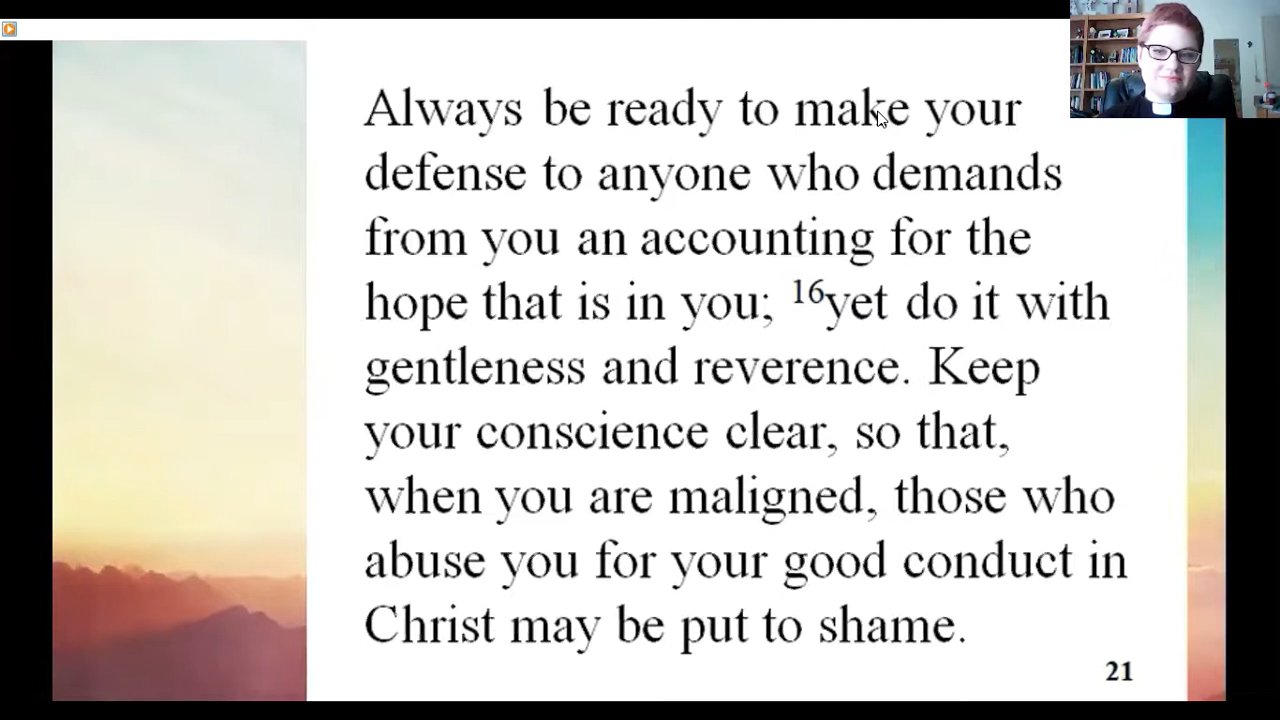 Always be ready to make your
defense to anyone who demands
from you an accounting for the
hope that is in you; 16yet do it with
gentleness and reverence. Keep
your conscience clear, so that,
when you are maligned, those who
abuse you for your good conduct in
Christ may be put to shame.
21